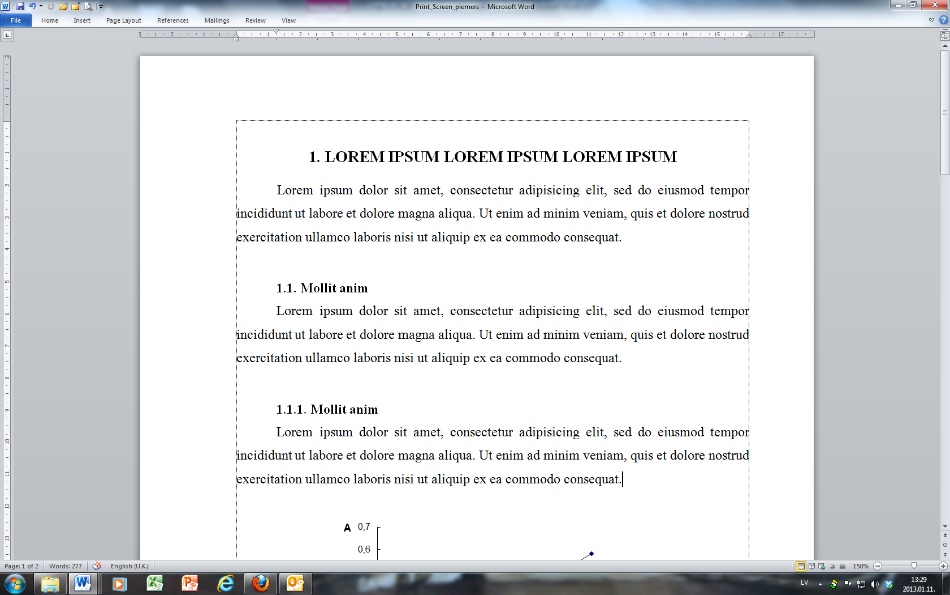 Print_Screen_piemers - Microsoft Word
File Home Insert Page Layout References Mailings Review View
1. LOREM IPSUM LOREM IPSUM LOREM IPSUM
Lorem ipsum dolor sit amet, consectetur adipisicing elit, sed do eiusmod tempor
incididunt ut labore et dolore magna aliqua. Ut enim ad minim veniam, quis et dolore nostrud
exercitation ullamco laboris nisi ut aliquip ex ea commodo consequat.
1.1. Mollit anim
Lorem ipsum dolor sit amet, consectetur adipisicing elit, sed do eiusmod tempor
incididunt ut labore et dolore magna aliqua. Ut enim ad minim veniam, quis et dolore nostrud
exercitation ullamco laboris nisi ut aliquip ex ea commodo consequat.
1.1.1. Mollit anim
Lorem ipsum dolor sit amet, consectetur adipisicing elit, sed do eiusmod tempor
incididunt ut labore et dolore magna aliqua. Ut enim ad minim veniam, quis et dolore nostrud
exercitation ullamco laboris nisi ut aliquip ex ea commodo consequat.
A 0,7
0,6
Page: 1 of 2 Words: 277 English (U.K.) 150%
LV 13:29
2013.01.11.